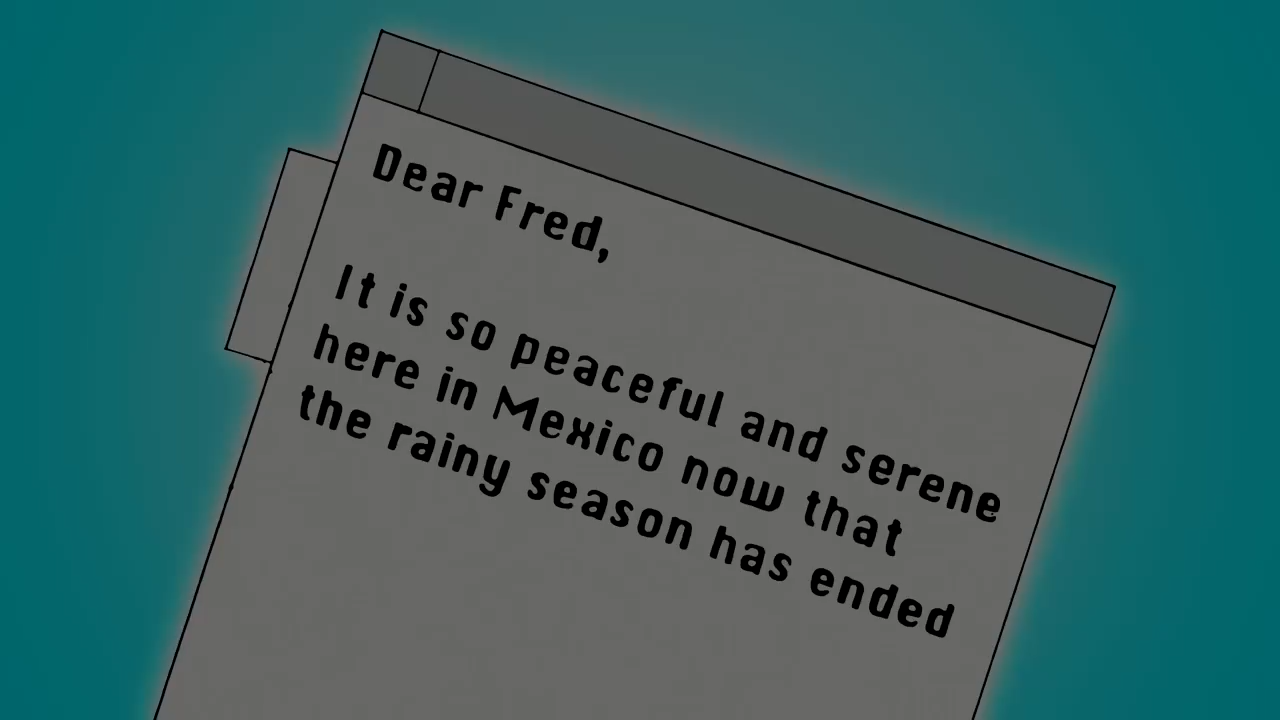 Dear Fred,
It is so peaceful and serene
here in Mexico now that
the rainy season has ended